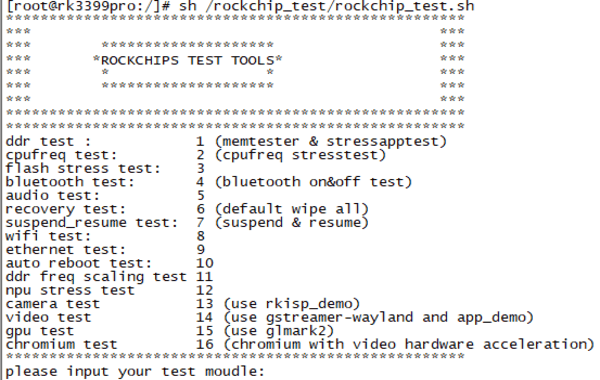 [root@rk3399pro:/]# sh /rockchip_test/rockchip_test.sh
*****************************************************
***                                               ***
***        ********************                   ***
***       *ROCKCHIPS TEST TOOLS*                  ***
***        *                  *                   ***
***        ********************                   ***
***                                               ***
*****************************************************
*****************************************************
ddr test :            1 (memtester & stressapptest)
cpufreq test:         2 (cpufreq stresstest)
flash stress test:    3
bluetooth test:       4 (bluetooth on&off test)
audio test:           5
recovery test:        6 (default wipe all)
suspend_resume test:  7 (suspend & resume)
wifi test:            8
ethernet test:        9
auto reboot test:     10
ddr freq scaling test 11
npu stress test       12
camera test           13 (use rkisp_demo)
video test            14 (use gstreamer-wayland and app_demo)
gpu test              15 (use glmark2)
chromium test         16 (chromium with video hardware acceleration)
*****************************************************
please input your test moudle: